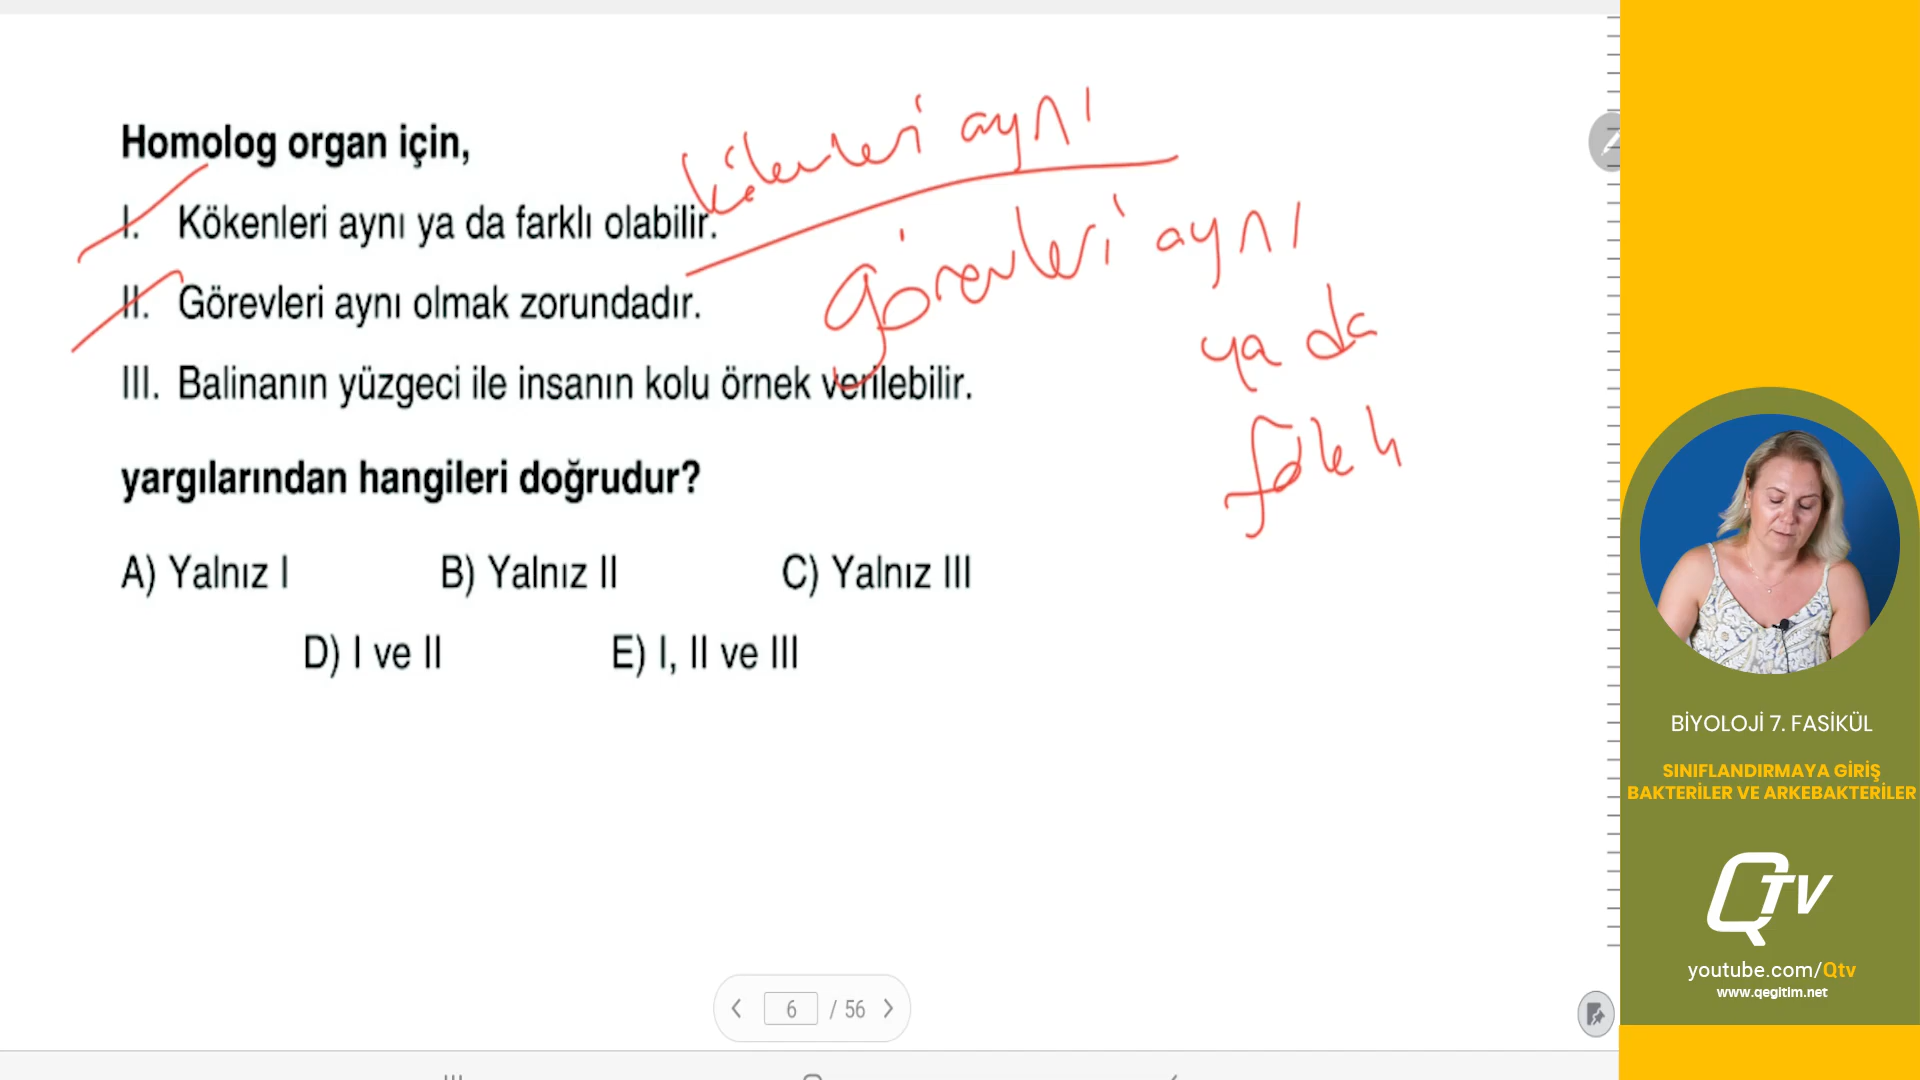 Homolog organ için,
kökenleri aynı
I. Kökenleri aynı ya da farklı olabilir.
görevleri aynı
II. Görevleri aynı olmak zorundadır.
ya da
III. Balinanın yüzgeci ile insanın kolu örnek verilebilir.
farklı
yargılarından hangileri doğrudur?
A) Yalnız I B) Yalnız II C) Yalnız III
D) I ve II E) I, II ve III
6 / 56
BİYOLOJİ 7. FASİKÜL
SINIFLANDIRMAYA GİRİŞ
BAKTERİLER VE ARKEBAKTERİLER
QTV
youtube.com/Qtv
www.qegitim.net